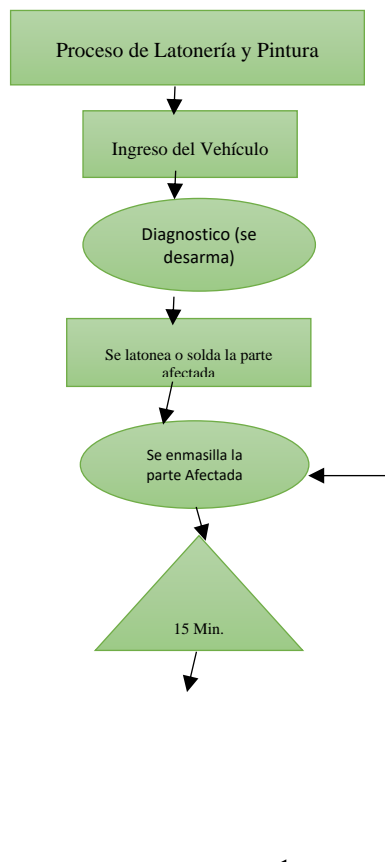 Proceso de Latonería y Pintura
Ingreso del Vehículo
Diagnostico (se
desarma)
Se latonea o solda la parte
afectada
Se enmasilla la
parte Afectada
15 Min.